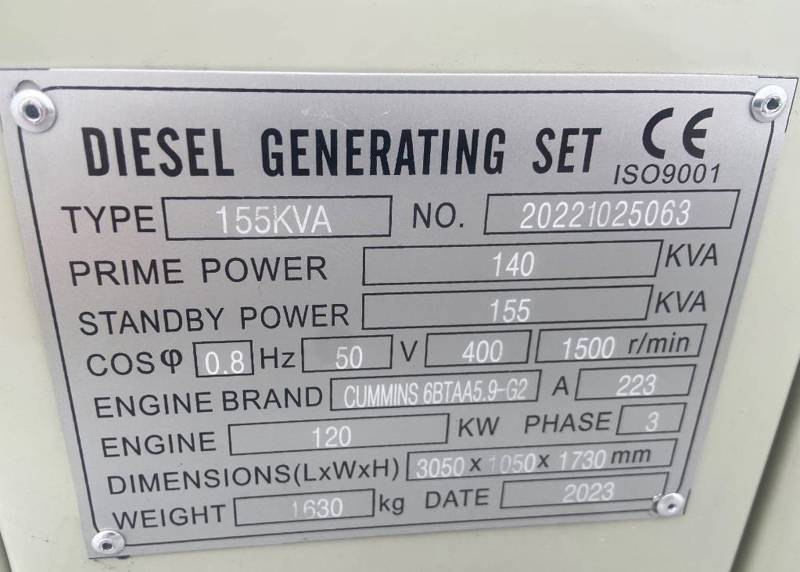 DIESEL GENERATING SET CE
ISO9001
TYPE 155KVA NO. 20221025063
PRIME POWER 140 KVA
STANDBY POWER 155 KVA
COSφ 0.8 Hz 50 V 400 1500 r/min
ENGINE BRAND CUMMINS 6BTAA5.9-G2 A 223
ENGINE 120 KW PHASE 3
DIMENSIONS(LxWxH) 3050 x 1050 x 1730 mm
WEIGHT 1630 kg DATE 2023